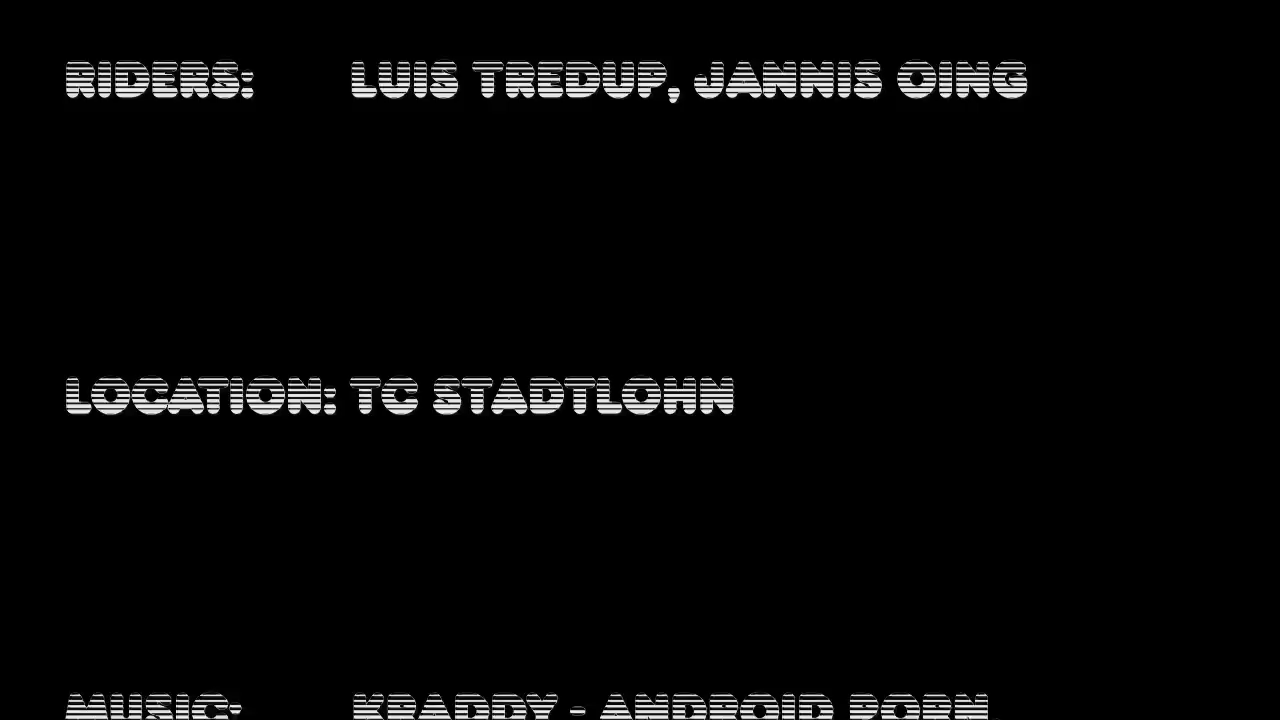 RIDERS: LUIS TREDUP, JANNIS OING
LOCATION: TC STADTLOHN
MUSIC: KRADDY - ANDROID PORN